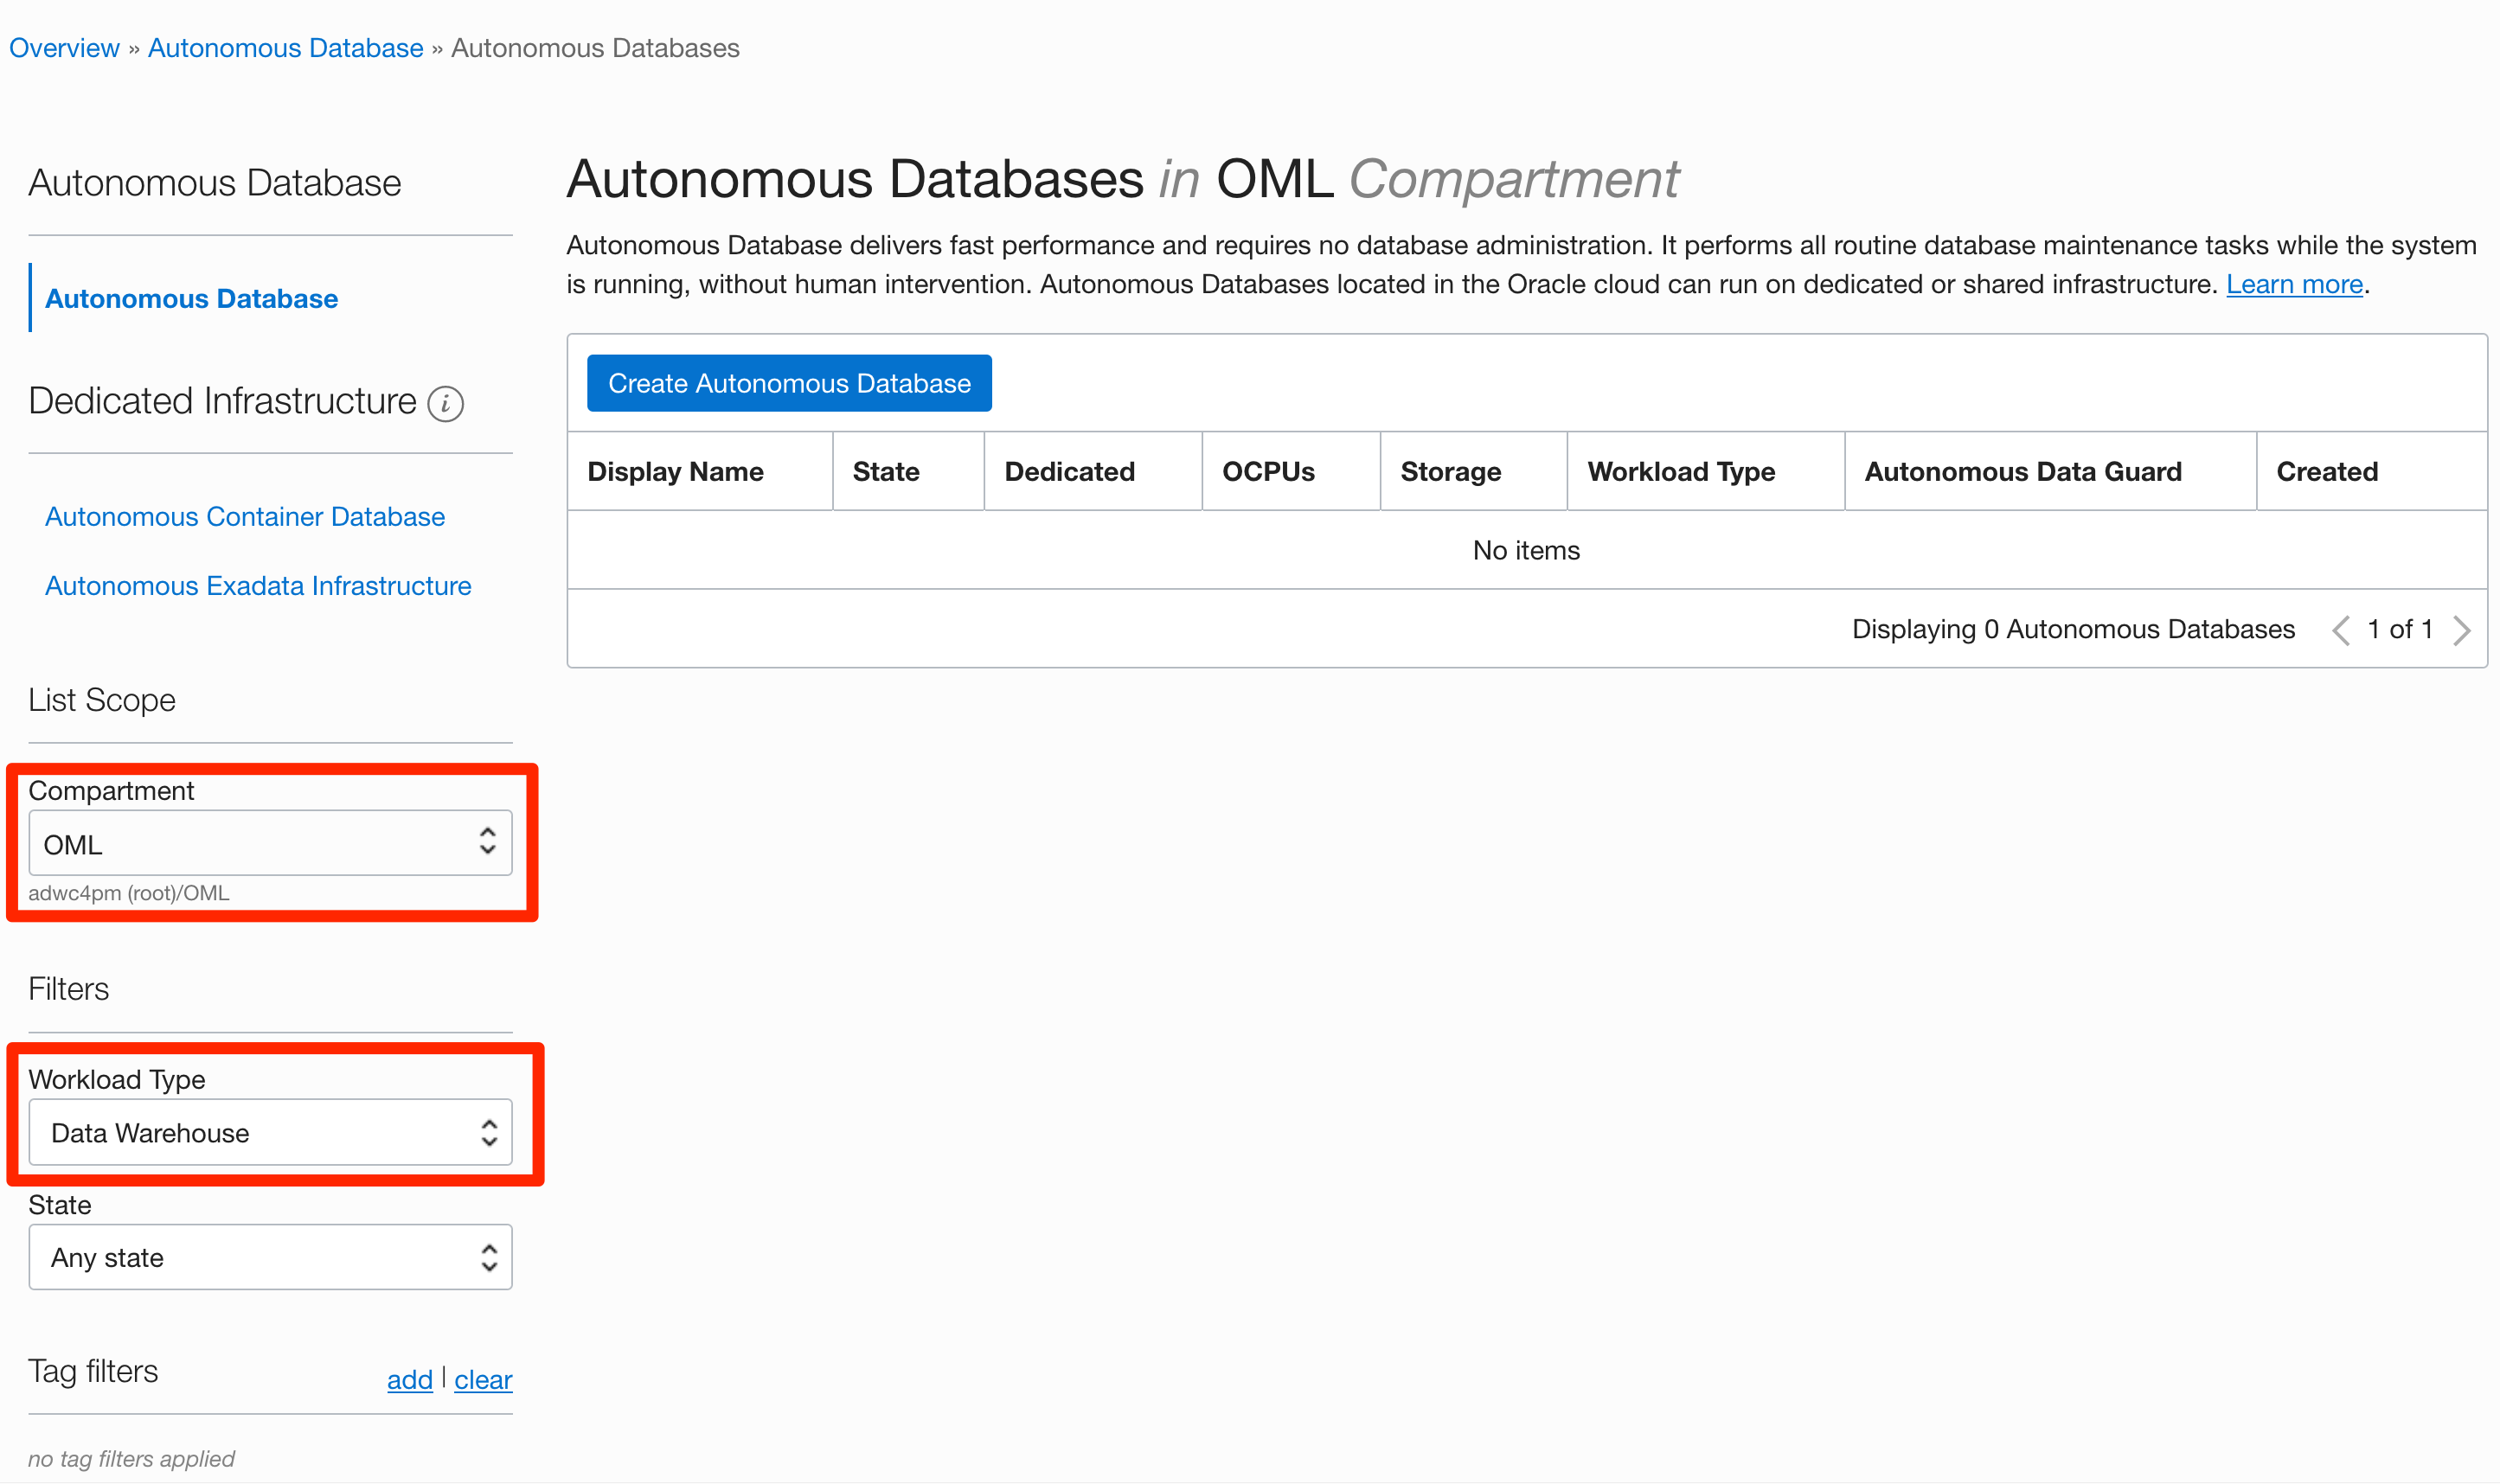 Overview » Autonomous Database » Autonomous Databases
Autonomous Database
Autonomous Database
Dedicated Infrastructure i
Autonomous Container Database
Autonomous Exadata Infrastructure
List Scope
Compartment
OML
adwc4pm (root)/OML
Filters
Workload Type
Data Warehouse
State
Any state
Tag filters add | clear
no tag filters applied
Autonomous Databases in OML Compartment
Autonomous Database delivers fast performance and requires no database administration. It performs all routine database maintenance tasks while the system
is running, without human intervention. Autonomous Databases located in the Oracle cloud can run on dedicated or shared infrastructure. Learn more.
Create Autonomous Database
Display Name State Dedicated OCPUs Storage Workload Type Autonomous Data Guard Created
No items
Displaying 0 Autonomous Databases < 1 of 1 >